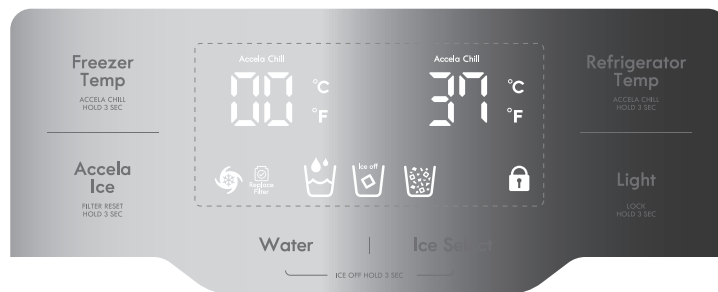 Freezer
Temp
ACCELA CHILL
HOLD 3 SEC
Accela
Ice
FILTER RESET
HOLD 3 SEC
Accela Chill
00 °C
°F
Accela Chill
37 °C
°F
Replace
Filter
Ice off
Refrigerator
Temp
ACCELA CHILL
HOLD 3 SEC
Light
LOCK
HOLD 3 SEC
Water | Ice Select
ICE OFF HOLD 3 SEC